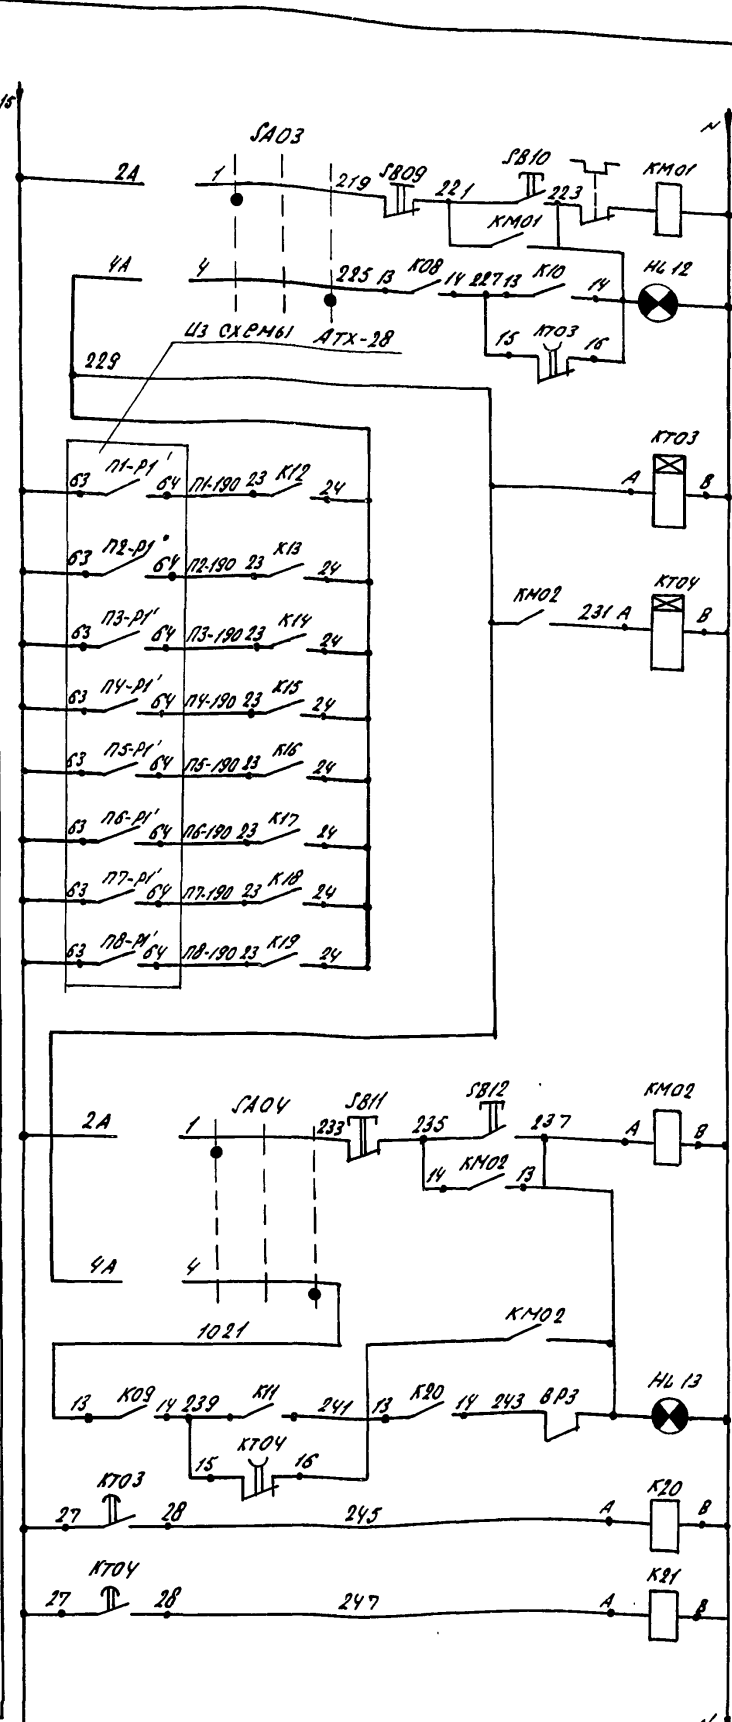 15
N
SA03
2А 1 219 SB09 221 SB10 223 KM01
KM01
4А 4 225 13 К08 14 227 13 К10 14 HL12
15 КТ03 16
Из схемы АТХ-28
229
КТ03
А В
63 П1-Р1' 64 П1-190 23 К12 24
63 П2-Р1' 64 П2-190 23 К13 24
КТ04
KM02 231 А В
63 П3-Р1' 64 П3-190 23 К14 24
63 П4-Р1' 64 П4-190 23 К15 24
63 П5-Р1' 64 П5-190 23 К16 24
63 П6-Р1' 64 П6-190 23 К17 24
63 П7-Р1' 64 П7-190 23 К18 24
63 П8-Р1' 64 П8-190 23 К19 24
SA04
2А 1 233 SB11 235 SB12 237 А KM02 В
14 KM02 13
4А 4
1021
KM02
13 К09 14 239 К11 241 13 К20 14 243 ВР3 HL13
15 КТ04 16
27 КТ03 28 245 А К20 В
27 КТ04 28 247 А К21 В